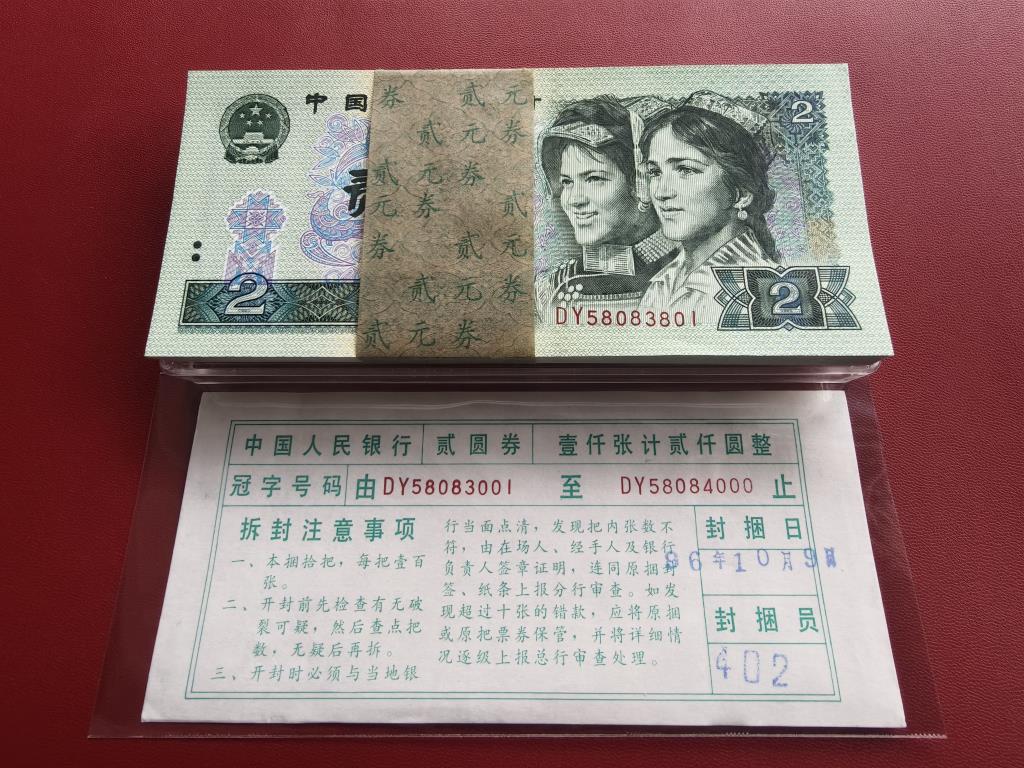 中国
贰
券 贰元
贰元券
贰元券
元券 贰
券 贰元
贰元券
贰元券
2
2
2
DY58083801
中国人民银行 贰圆券 壹仟张计贰仟圆整
冠字号码 由 DY58083001 至 DY58084000 止
拆封注意事项
一、本捆拾把，每把壹百
张。
二、开封前先检查有无破
裂可疑，然后查点把
数，无疑后再拆。
三、开封时必须与当地银
行当面点清，发现把内张数不
符，由在场人、经手人及银行
负责人签章证明，连同原捆封
签、纸条上报分行审查。如发
现超过十张的错款，应将原捆
或原把票券保管，并将详细情
况逐级上报总行审查处理。
封捆日
86年10月9日
封捆员
402